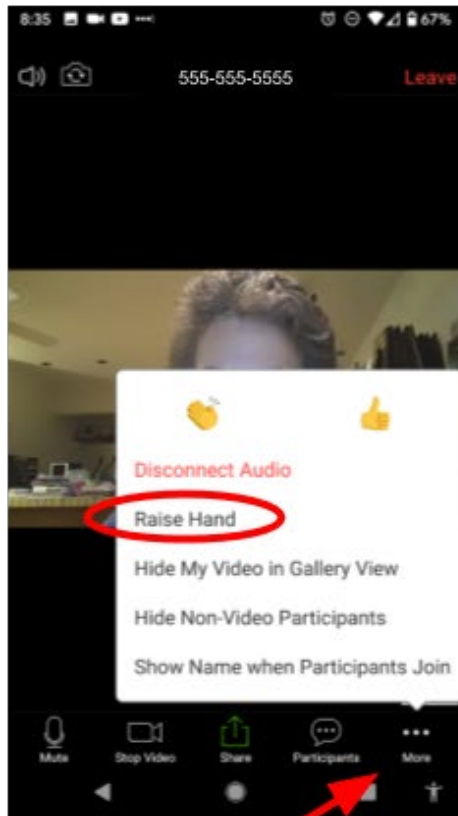 8:35
67%
555-555-5555
Leave
Disconnect Audio
Raise Hand
Hide My Video in Gallery View
Hide Non-Video Participants
Show Name when Participants Join
Mute
Stop Video
Share
Participants
More